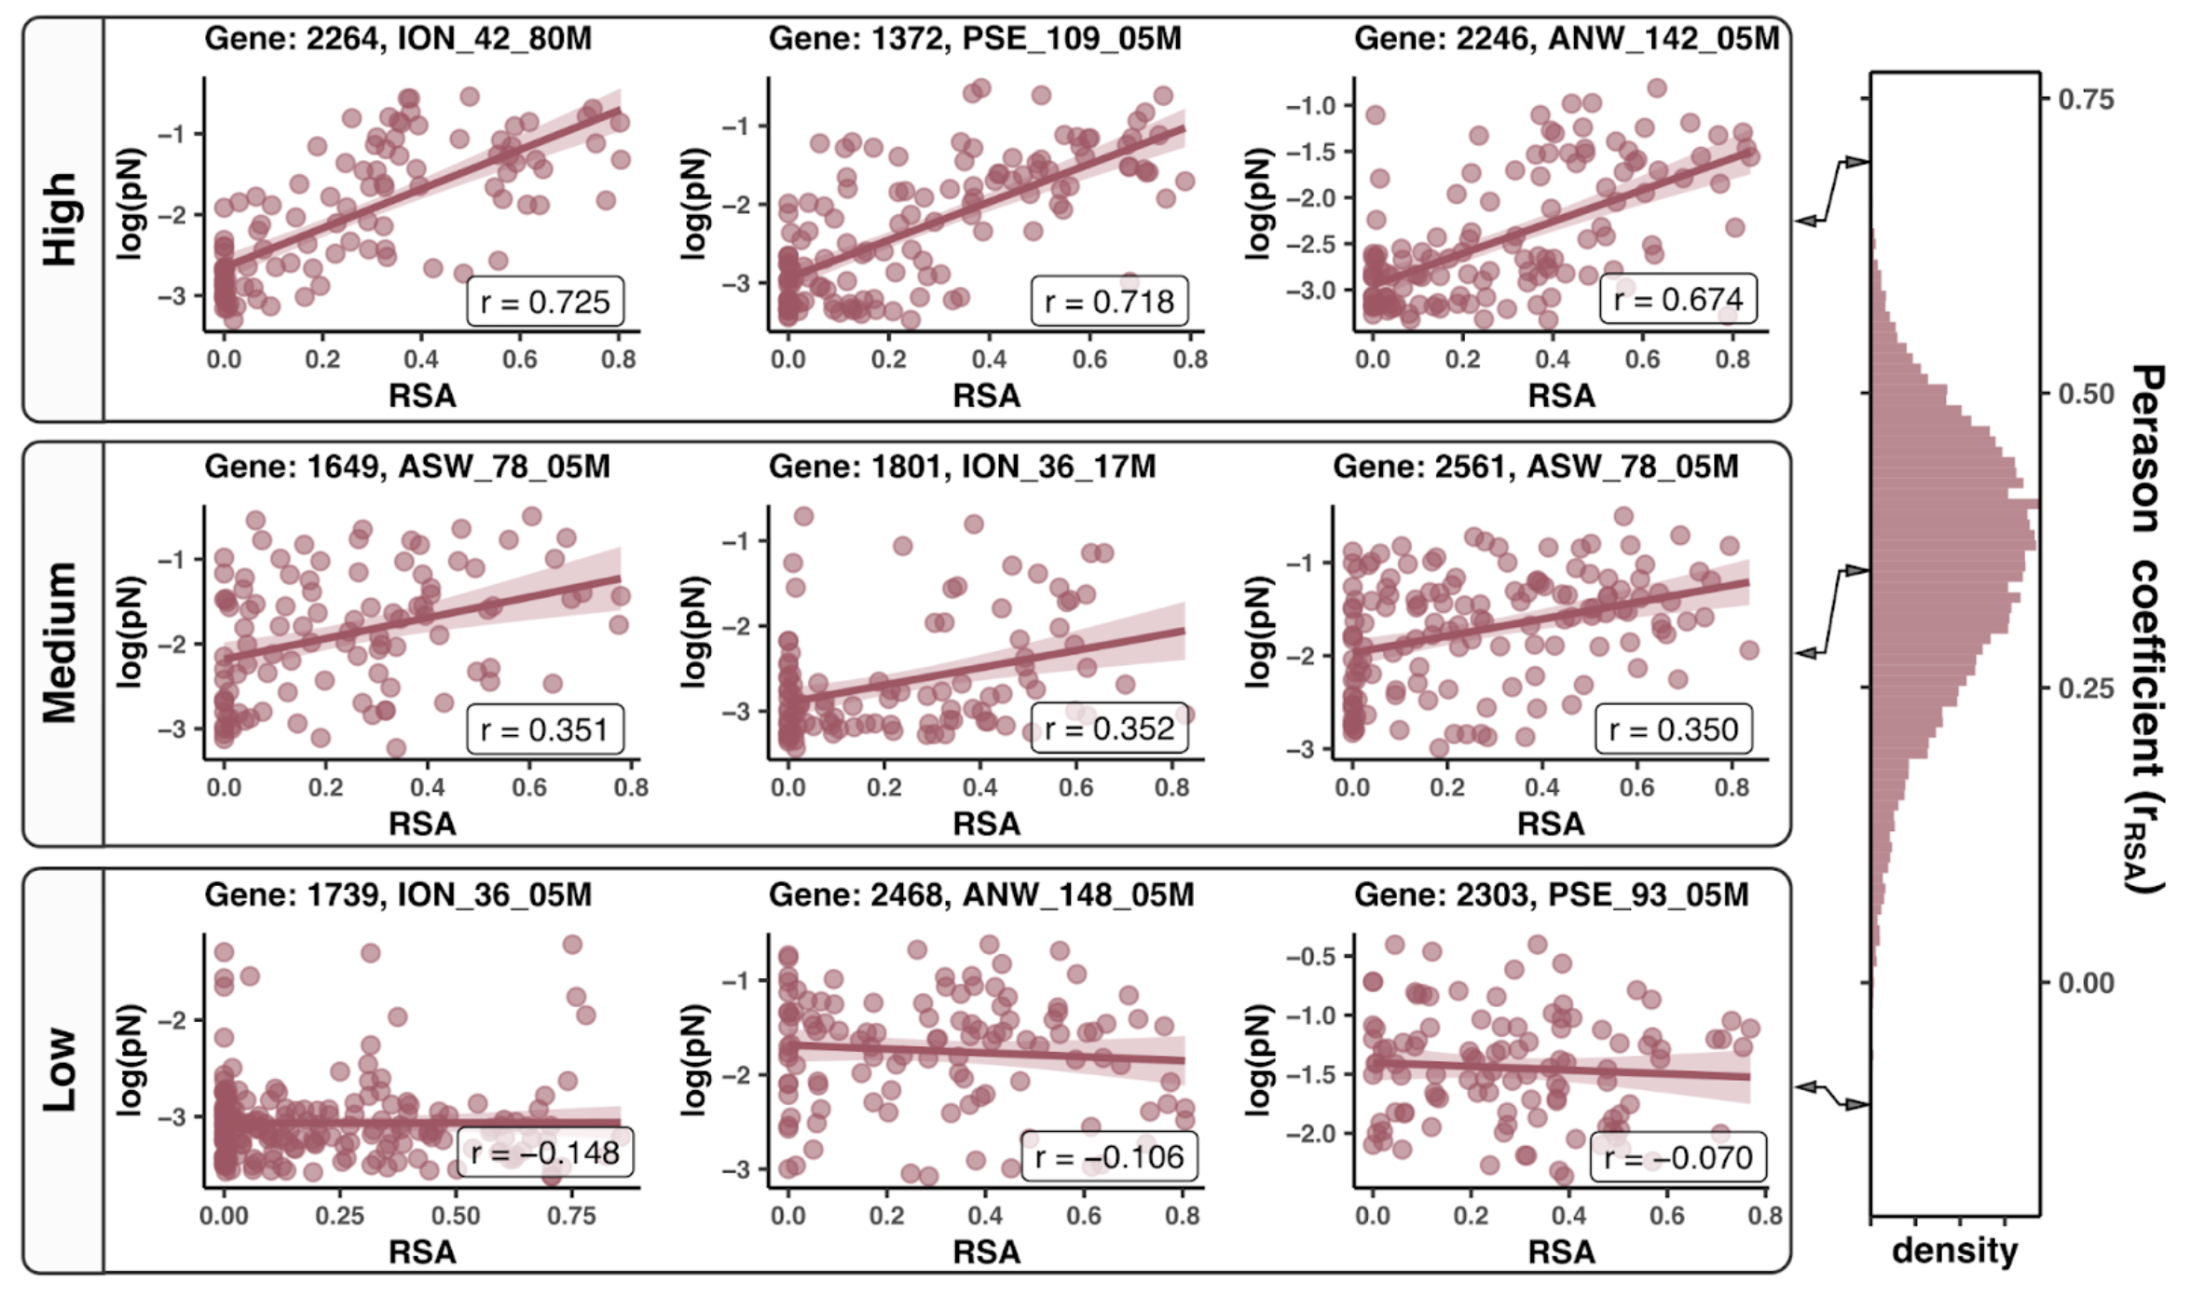 High
Gene: 2264, ION_42_80M
log(pN)
−1
−2
−3
r = 0.725
0.0 0.2 0.4 0.6 0.8
RSA
Gene: 1372, PSE_109_05M
log(pN)
−1
−2
−3
r = 0.718
0.0 0.2 0.4 0.6 0.8
RSA
Gene: 2246, ANW_142_05M
log(pN)
−1.0
−1.5
−2.0
−2.5
−3.0
r = 0.674
0.0 0.2 0.4 0.6 0.8
RSA
Medium
Gene: 1649, ASW_78_05M
log(pN)
−1
−2
−3
r = 0.351
0.0 0.2 0.4 0.6 0.8
RSA
Gene: 1801, ION_36_17M
log(pN)
−1
−2
−3
r = 0.352
0.0 0.2 0.4 0.6 0.8
RSA
Gene: 2561, ASW_78_05M
log(pN)
−1
−2
−3
r = 0.350
0.0 0.2 0.4 0.6 0.8
RSA
Low
Gene: 1739, ION_36_05M
log(pN)
−2
−3
r = −0.148
0.00 0.25 0.50 0.75
RSA
Gene: 2468, ANW_148_05M
log(pN)
−1
−2
−3
r = −0.106
0.0 0.2 0.4 0.6 0.8
RSA
Gene: 2303, PSE_93_05M
log(pN)
−0.5
−1.0
−1.5
−2.0
r = −0.070
0.0 0.2 0.4 0.6 0.8
RSA
0.75
0.50
0.25
0.00
Perason coefficient (rRSA)
density